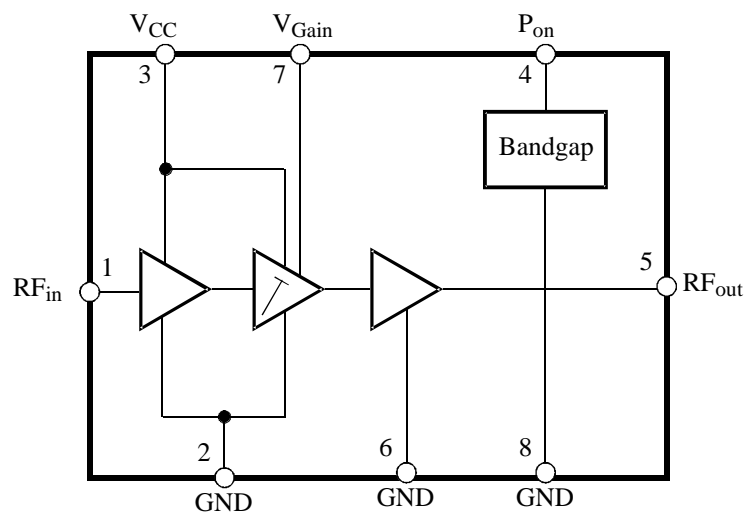 VCC VGain Pon
3 7 4
Bandgap
1 5
RFin RFout
2 6 8
GND GND GND